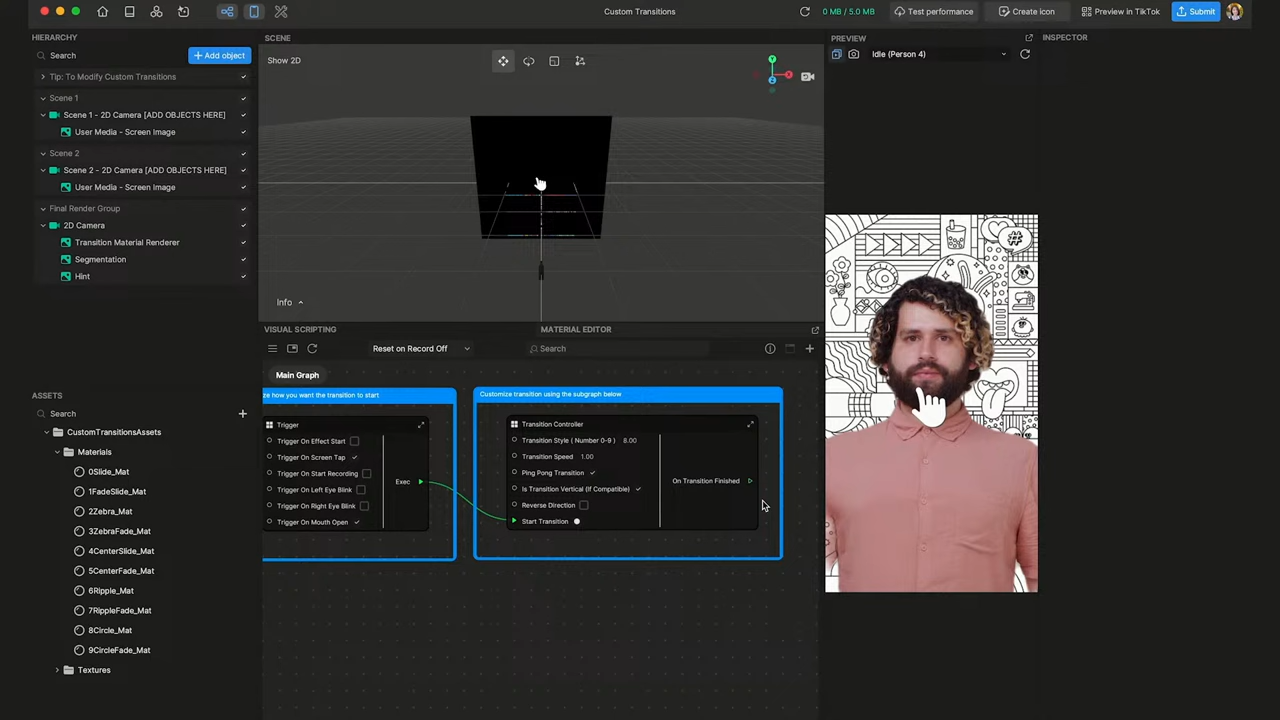 Custom Transitions
0 MB / 5.0 MB
Test performance
Create icon
Preview in TikTok
Submit
HIERARCHY
Search
+ Add object
Tip: To Modify Custom Transitions
Scene 1
Scene 1 - 2D Camera [ADD OBJECTS HERE]
User Media - Screen Image
Scene 2
Scene 2 - 2D Camera [ADD OBJECTS HERE]
User Media - Screen Image
Final Render Group
2D Camera
Transition Material Renderer
Segmentation
Hint
ASSETS
Search
CustomTransitionsAssets
Materials
0Slide_Mat
1FadeSlide_Mat
2Zebra_Mat
3ZebraFade_Mat
4CenterSlide_Mat
5CenterFade_Mat
6Ripple_Mat
7RippleFade_Mat
8Circle_Mat
9CircleFade_Mat
Textures
SCENE
Show 2D
Y
X
Z
Info
VISUAL SCRIPTING
MATERIAL EDITOR
Reset on Record Off
Search
Main Graph
ze how you want the transition to start
Trigger
Trigger On Effect Start
Trigger On Screen Tap
Trigger On Start Recording
Trigger On Left Eye Blink
Trigger On Right Eye Blink
Trigger On Mouth Open
Exec
Customize transition using the subgraph below
Transition Controller
Transition Style ( Number 0-9 ) 8.00
Transition Speed 1.00
Ping Pong Transition
Is Transition Vertical (If Compatible)
Reverse Direction
Start Transition
On Transition Finished
PREVIEW
Idle (Person 4)
#
INSPECTOR